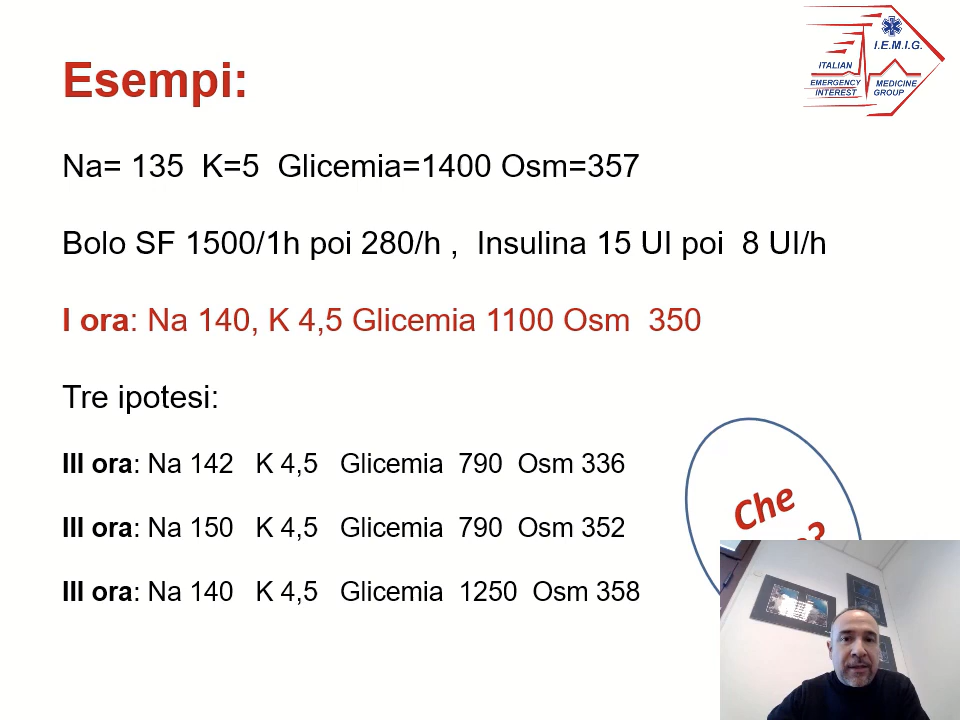 I.E.M.I.G.
ITALIAN
EMERGENCY
INTEREST
MEDICINE
GROUP
Esempi:
Na= 135 K=5 Glicemia=1400 Osm=357
Bolo SF 1500/1h poi 280/h , Insulina 15 UI poi 8 UI/h
I ora: Na 140, K 4,5 Glicemia 1100 Osm 350
Tre ipotesi:
III ora: Na 142 K 4,5 Glicemia 790 Osm 336
III ora: Na 150 K 4,5 Glicemia 790 Osm 352
III ora: Na 140 K 4,5 Glicemia 1250 Osm 358
Che